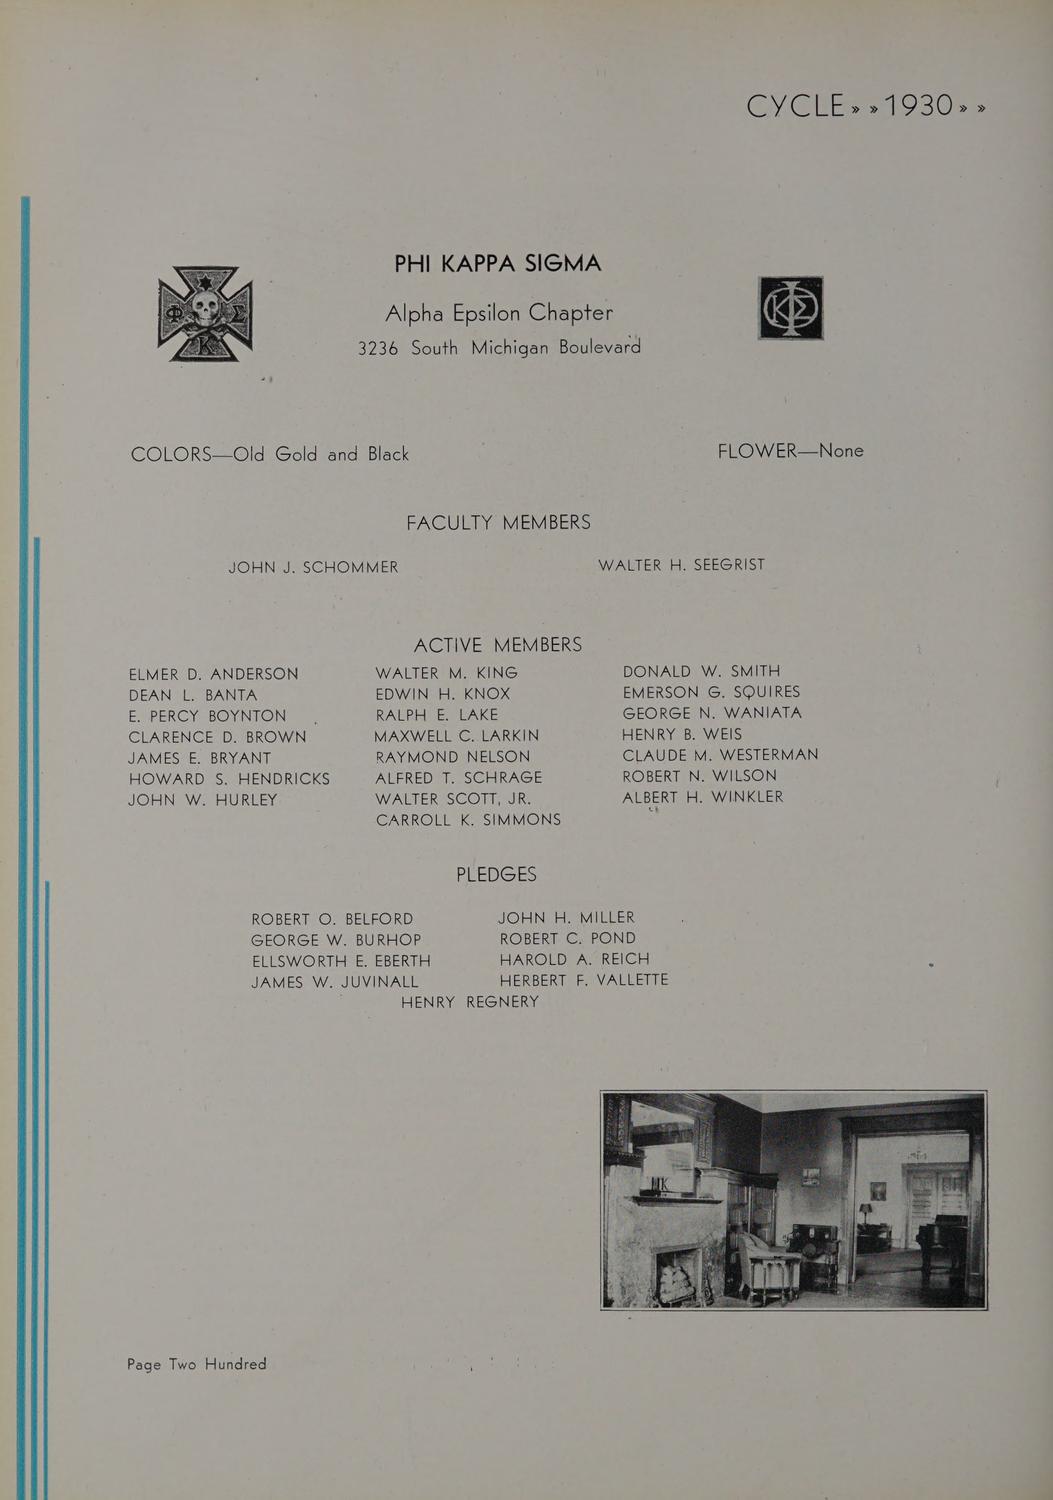 CYCLE » » 1930 » »
PHI KAPPA SIGMA
Alpha Epsilon Chapter
3236 South Michigan Boulevard
Φ Σ
K
ΦΚΣ
COLORS—Old Gold and Black
FLOWER—None
FACULTY MEMBERS
JOHN J. SCHOMMER
WALTER H. SEEGRIST
ACTIVE MEMBERS
ELMER D. ANDERSON
DEAN L. BANTA
E. PERCY BOYNTON
CLARENCE D. BROWN
JAMES E. BRYANT
HOWARD S. HENDRICKS
JOHN W. HURLEY
WALTER M. KING
EDWIN H. KNOX
RALPH E. LAKE
MAXWELL C. LARKIN
RAYMOND NELSON
ALFRED T. SCHRAGE
WALTER SCOTT, JR.
CARROLL K. SIMMONS
DONALD W. SMITH
EMERSON G. SQUIRES
GEORGE N. WANIATA
HENRY B. WEIS
CLAUDE M. WESTERMAN
ROBERT N. WILSON
ALBERT H. WINKLER
PLEDGES
ROBERT O. BELFORD
GEORGE W. BURHOP
ELLSWORTH E. EBERTH
JAMES W. JUVINALL
JOHN H. MILLER
ROBERT C. POND
HAROLD A. REICH
HERBERT F. VALLETTE
HENRY REGNERY
Page Two Hundred